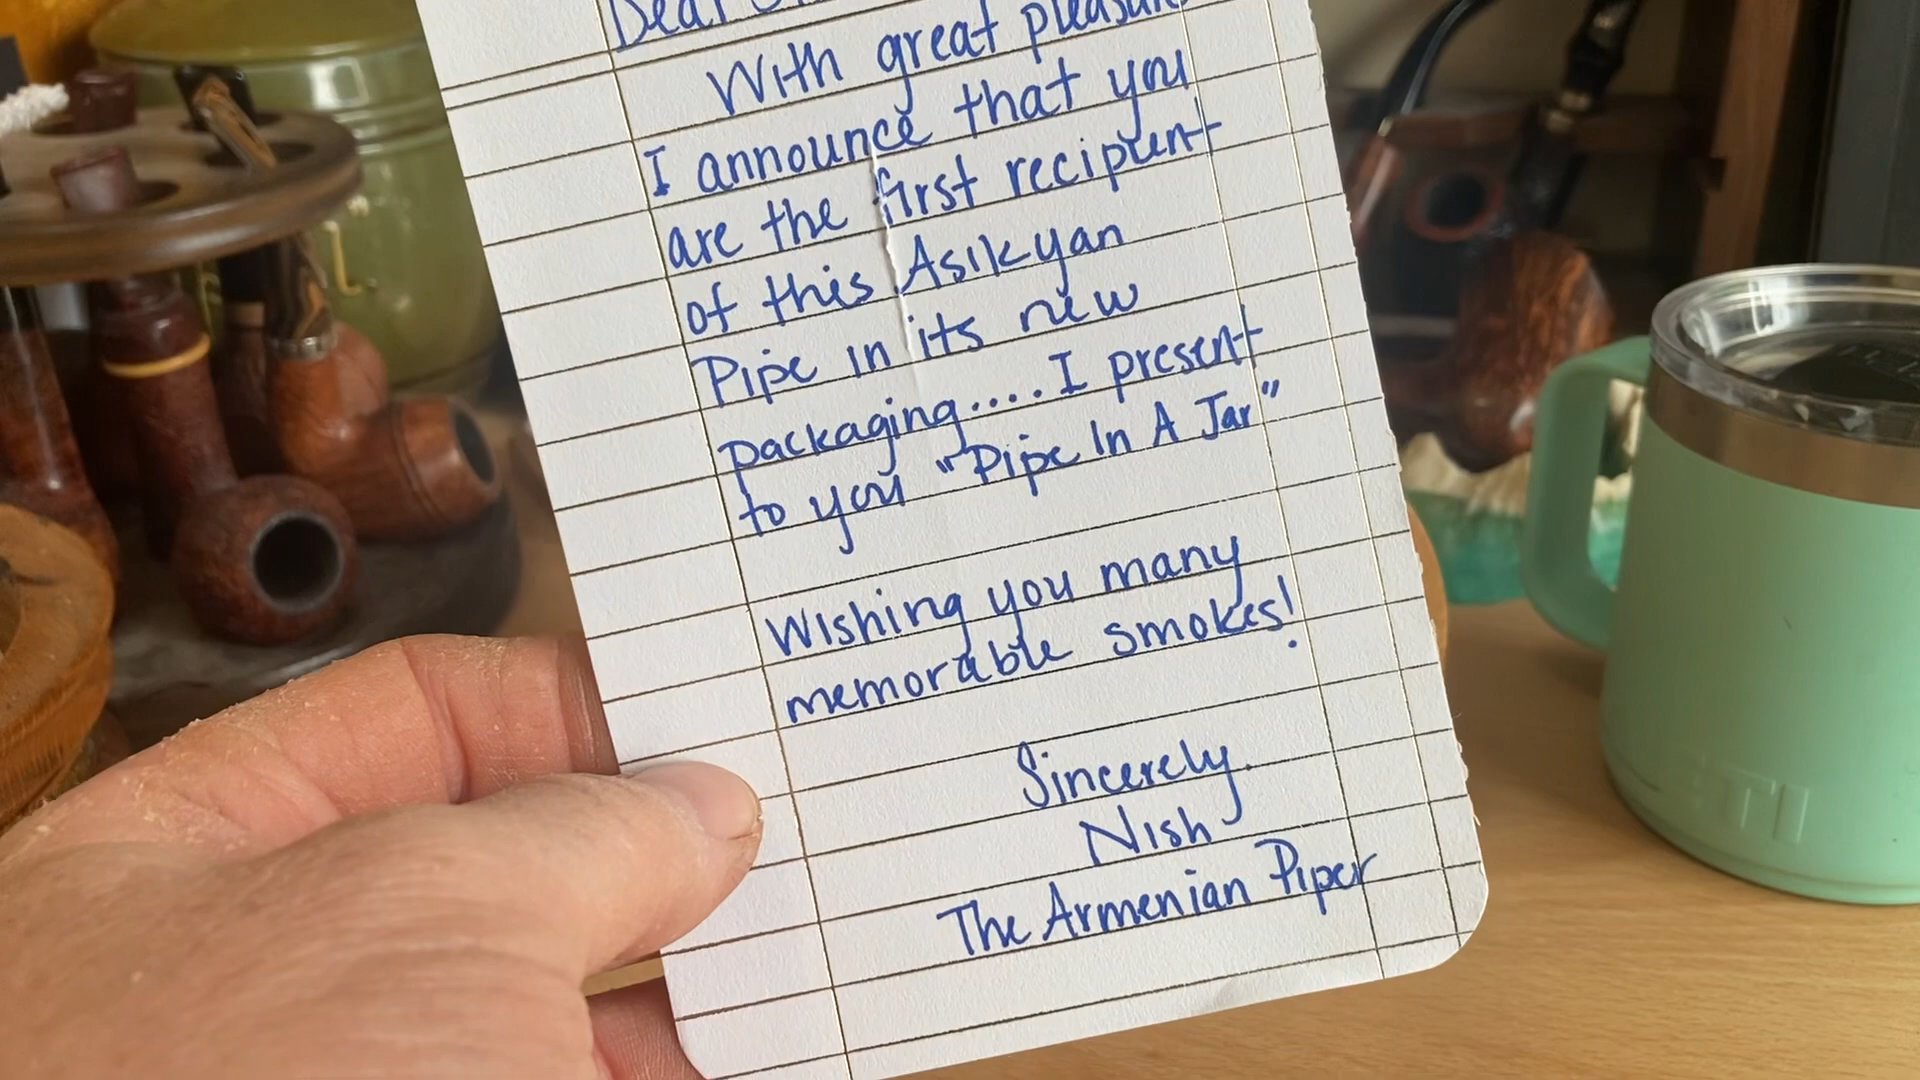 Dear
With great pleasure
I announce that you
are the first recipient
of this Asikyan
Pipe in its new
packaging.... I present
to you "Pipe In A Jar"
Wishing you many
memorable smokes!
Sincerely.
Nish
The Armenian Piper